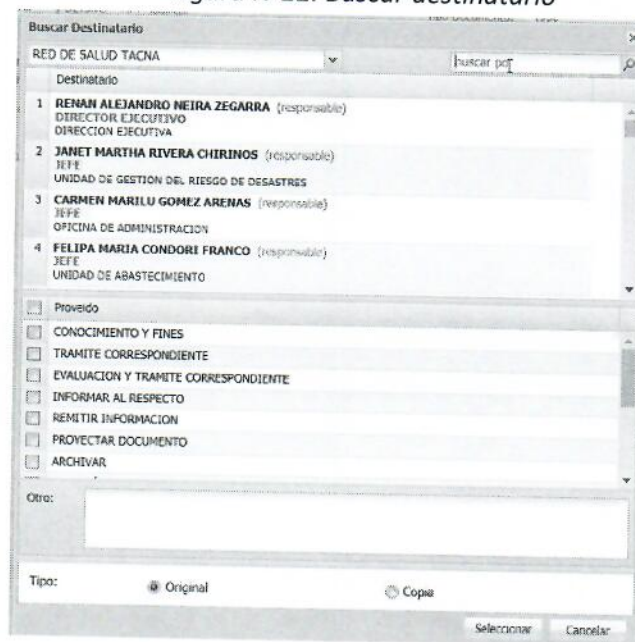 Buscar destinatario
Buscar Destinatario
RED DE SALUD TACNA
buscar po
Destinatario
1 RENAN ALEJANDRO NEIRA ZEGARRA (responsable)
DIRECTOR EJECUTIVO
DIRECCION EJECUTIVA
2 JANET MARTHA RIVERA CHIRINOS (responsable)
JEFE
UNIDAD DE GESTION DEL RIESGO DE DESASTRES
3 CARMEN MARILU GOMEZ ARENAS (responsable)
JEFE
OFICINA DE ADMINISTRACION
4 FELIPA MARIA CONDORI FRANCO (responsable)
JEFE
UNIDAD DE ABASTECIMIENTO
Proveido
CONOCIMIENTO Y FINES
TRAMITE CORRESPONDIENTE
EVALUACION Y TRAMITE CORRESPONDIENTE
INFORMAR AL RESPECTO
REMITIR INFORMACION
PROYECTAR DOCUMENTO
ARCHIVAR
Otro:
Tipo: Original Copia
Seleccionar Cancelar